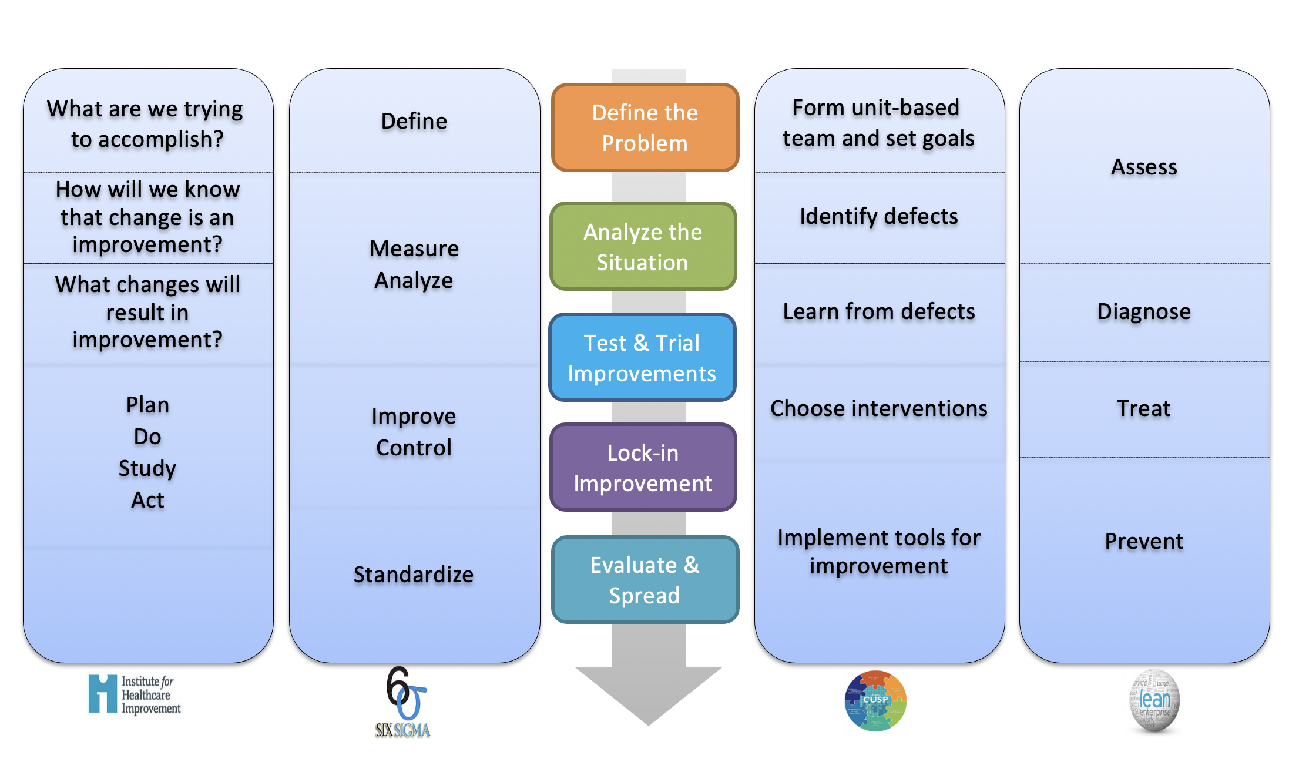 What are we trying
to accomplish?
How will we know
that change is an
improvement?
What changes will
result in
improvement?
Plan
Do
Study
Act
Institute for
Healthcare
Improvement
Define
Measure
Analyze
Improve
Control
Standardize
6σ
SIX SIGMA
Define the
Problem
Analyze the
Situation
Test & Trial
Improvements
Lock-in
Improvement
Evaluate &
Spread
Form unit-based
team and set goals
Identify defects
Learn from defects
Choose interventions
Implement tools for
improvement
CUSP
Assess
Diagnose
Treat
Prevent
lean
enterprise